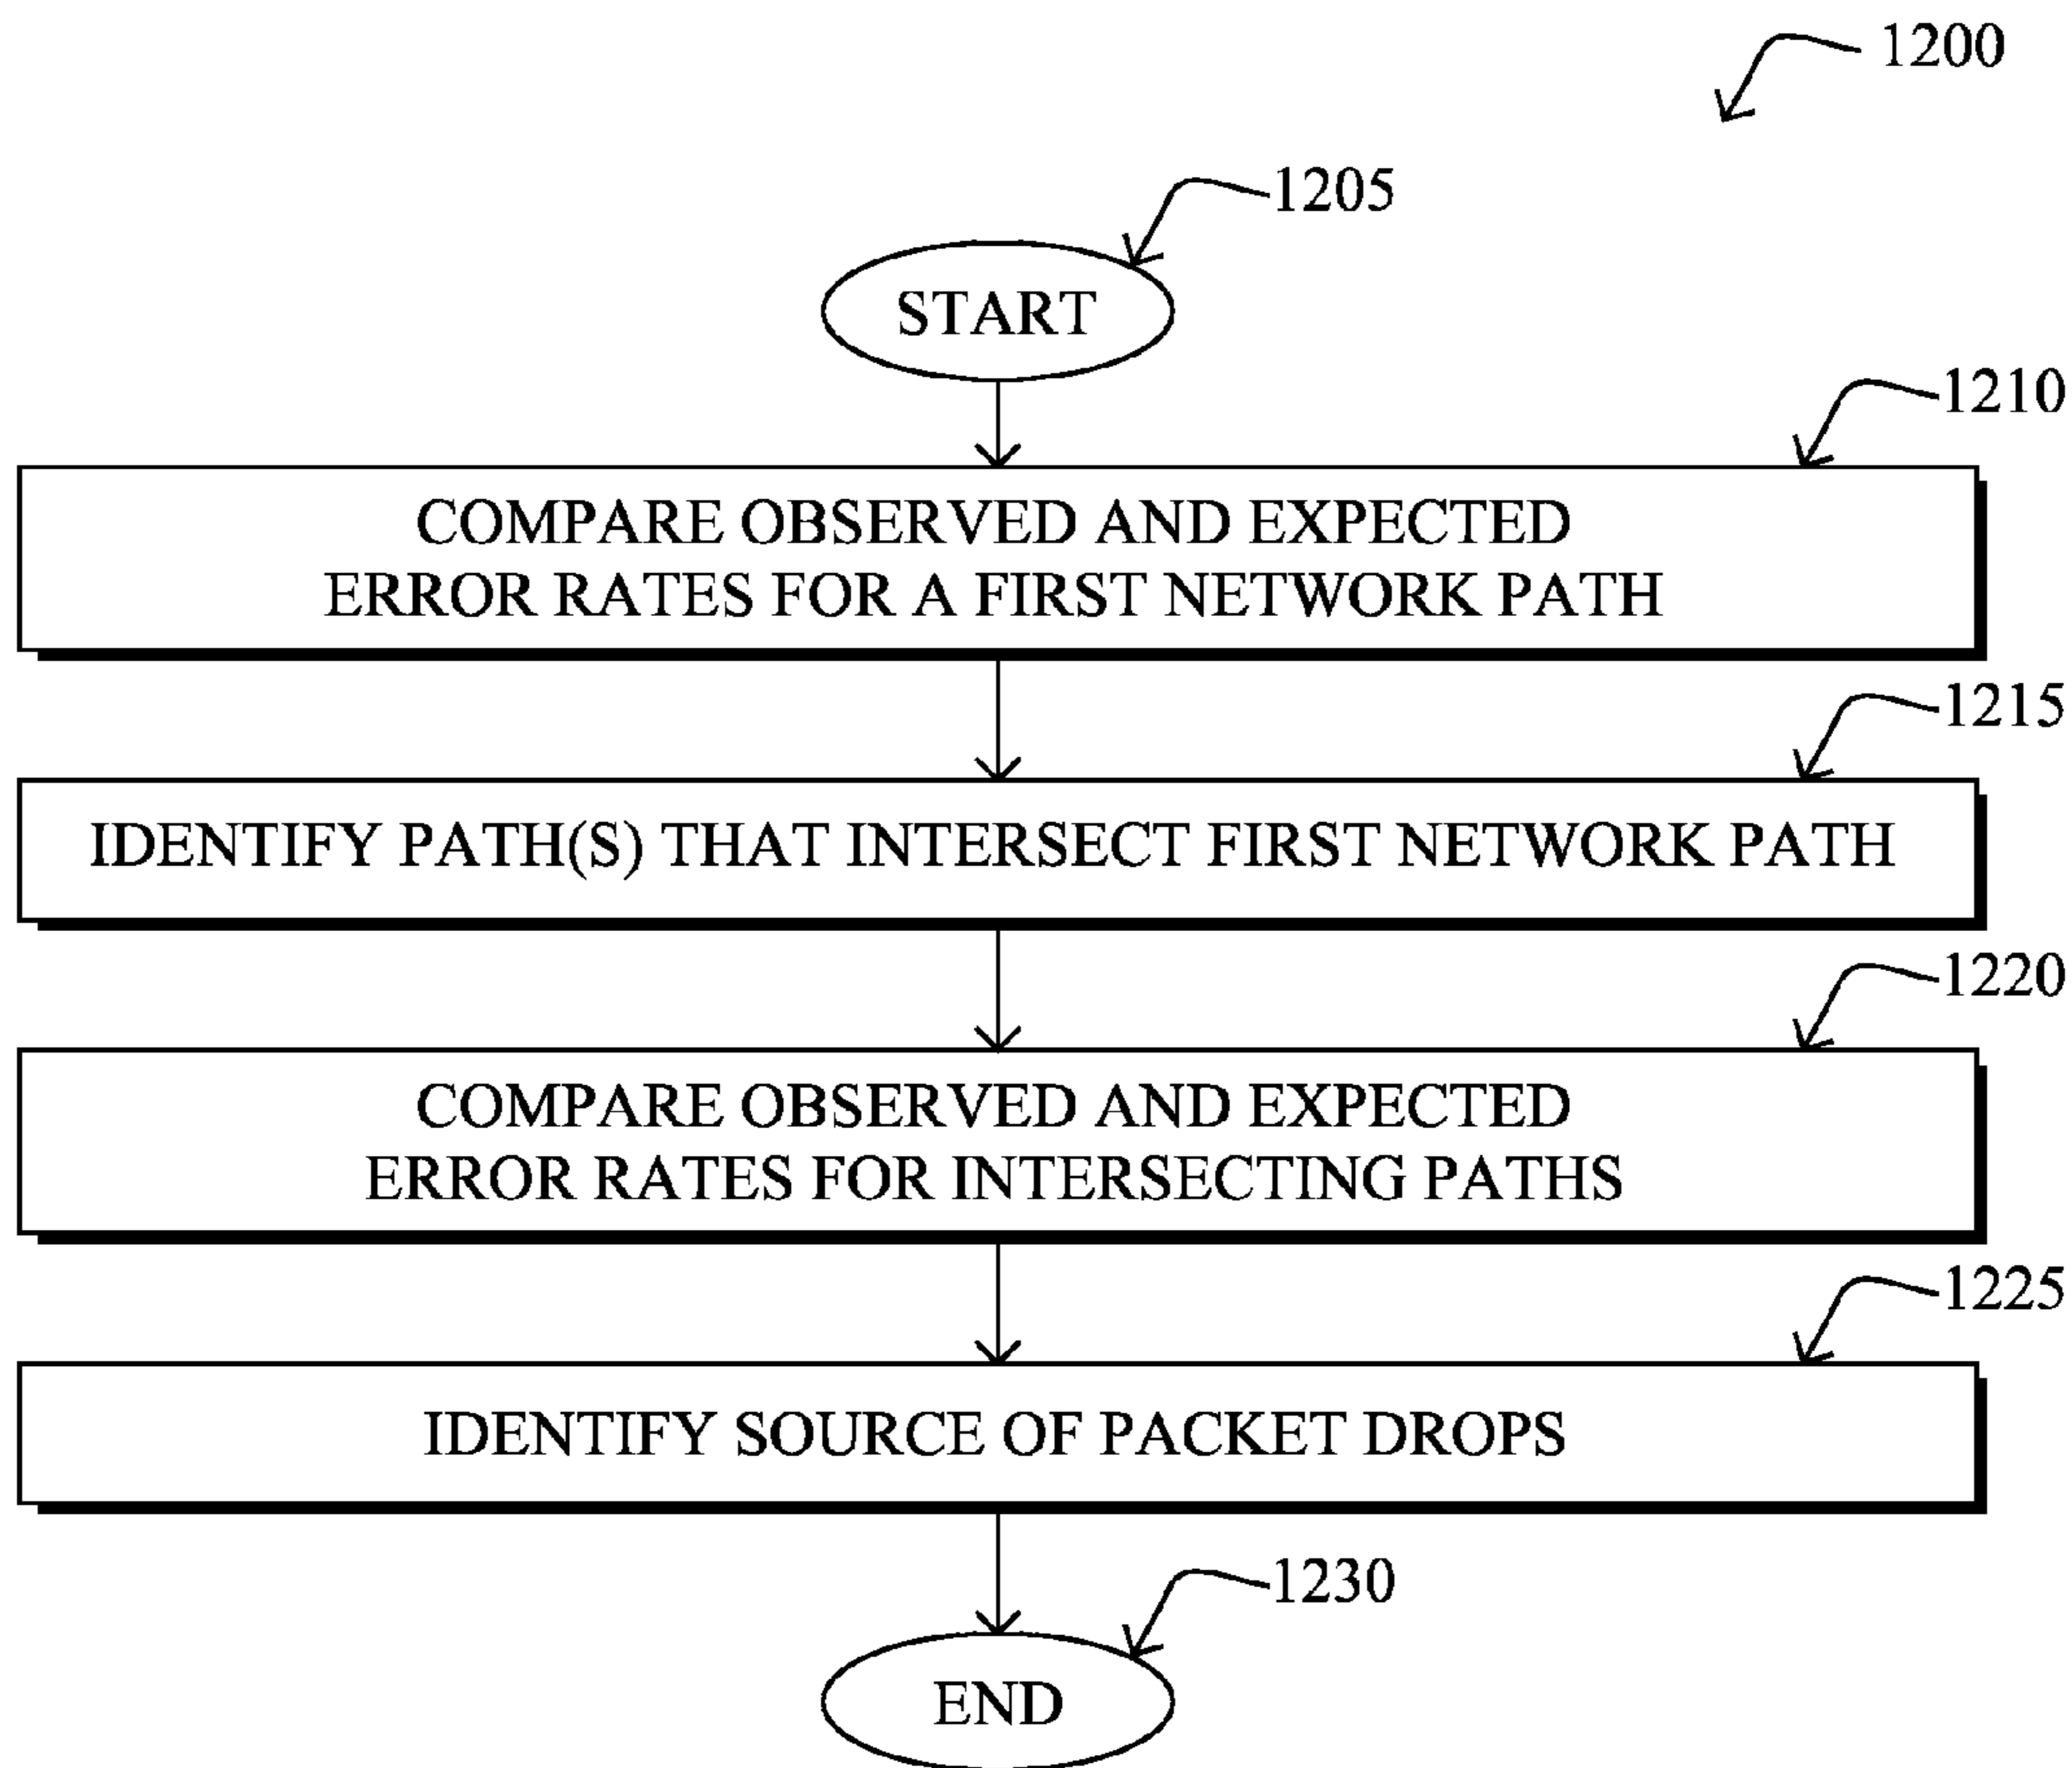 1200
1205
START
1210
COMPARE OBSERVED AND EXPECTED
ERROR RATES FOR A FIRST NETWORK PATH
1215
IDENTIFY PATH(S) THAT INTERSECT FIRST NETWORK PATH
1220
COMPARE OBSERVED AND EXPECTED
ERROR RATES FOR INTERSECTING PATHS
1225
IDENTIFY SOURCE OF PACKET DROPS
1230
END